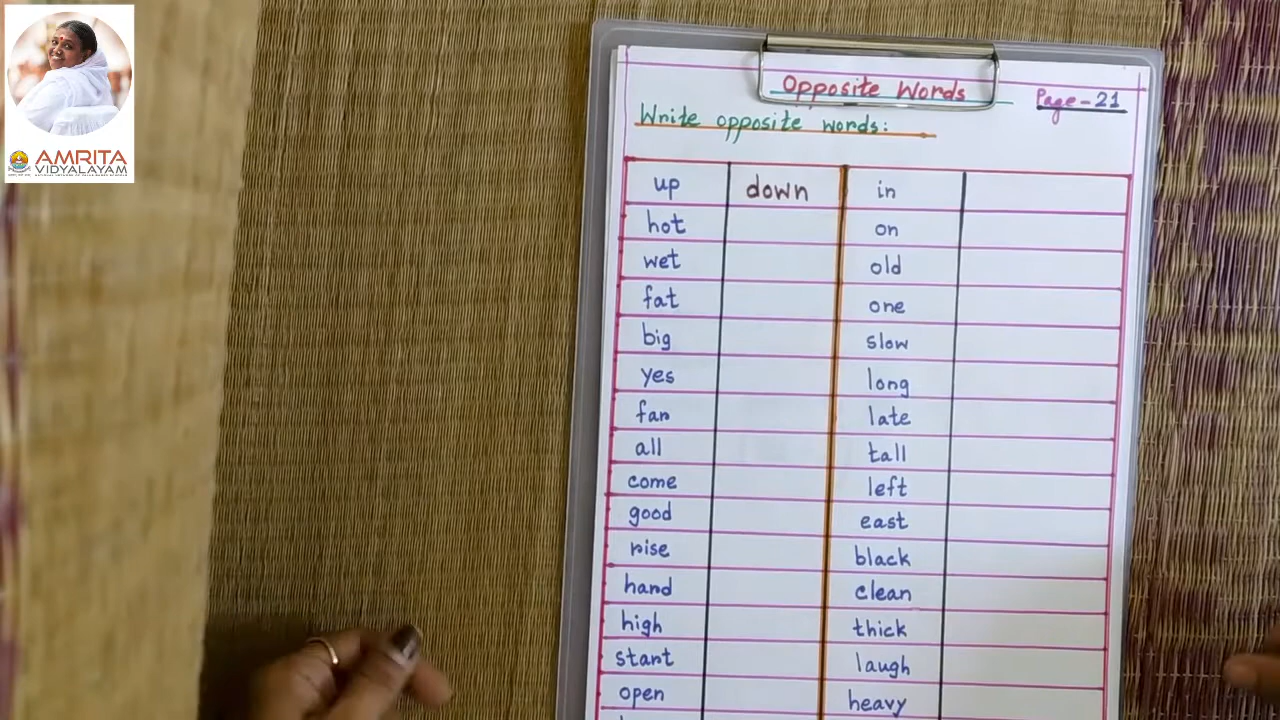 AMRITA
VIDYALAYAM
Opposite Words
Page-21
Write opposite words:
up down in
hot on
wet old
fat one
big slow
yes long
far late
all tall
come left
good east
rise black
hard clean
high thick
start laugh
open heavy